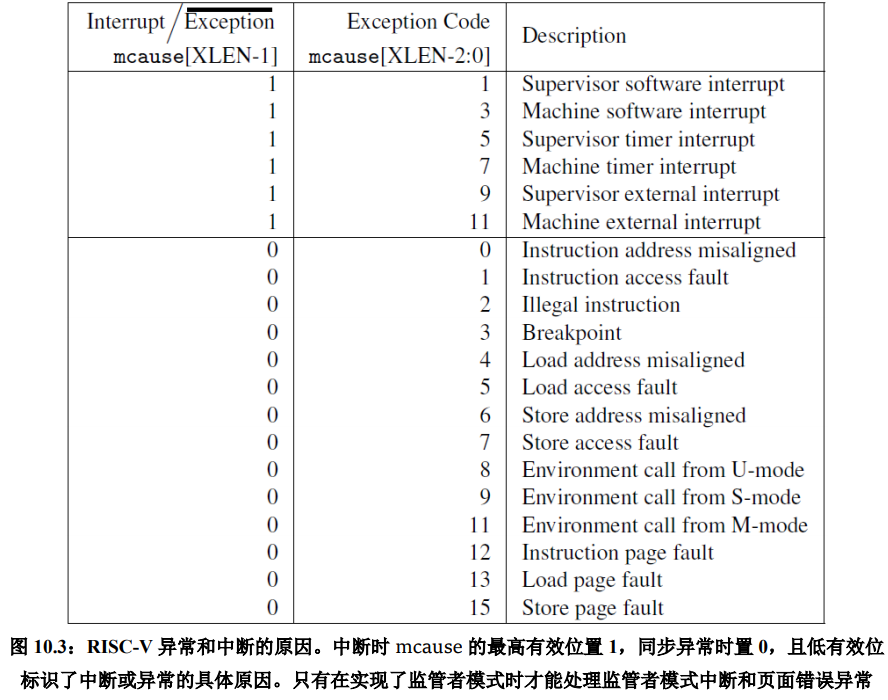 Interrupt / Exception Exception Code Description
mcause[XLEN-1] mcause[XLEN-2:0]
1 1 Supervisor software interrupt
1 3 Machine software interrupt
1 5 Supervisor timer interrupt
1 7 Machine timer interrupt
1 9 Supervisor external interrupt
1 11 Machine external interrupt
0 0 Instruction address misaligned
0 1 Instruction access fault
0 2 Illegal instruction
0 3 Breakpoint
0 4 Load address misaligned
0 5 Load access fault
0 6 Store address misaligned
0 7 Store access fault
0 8 Environment call from U-mode
0 9 Environment call from S-mode
0 11 Environment call from M-mode
0 12 Instruction page fault
0 13 Load page fault
0 15 Store page fault
图 10.3：RISC-V 异常和中断的原因。中断时 mcause 的最高有效位置 1，同步异常时置 0，且低有效位
标识了中断或异常的具体原因。只有在实现了监管者模式时才能处理监管者模式中断和页面错误异常